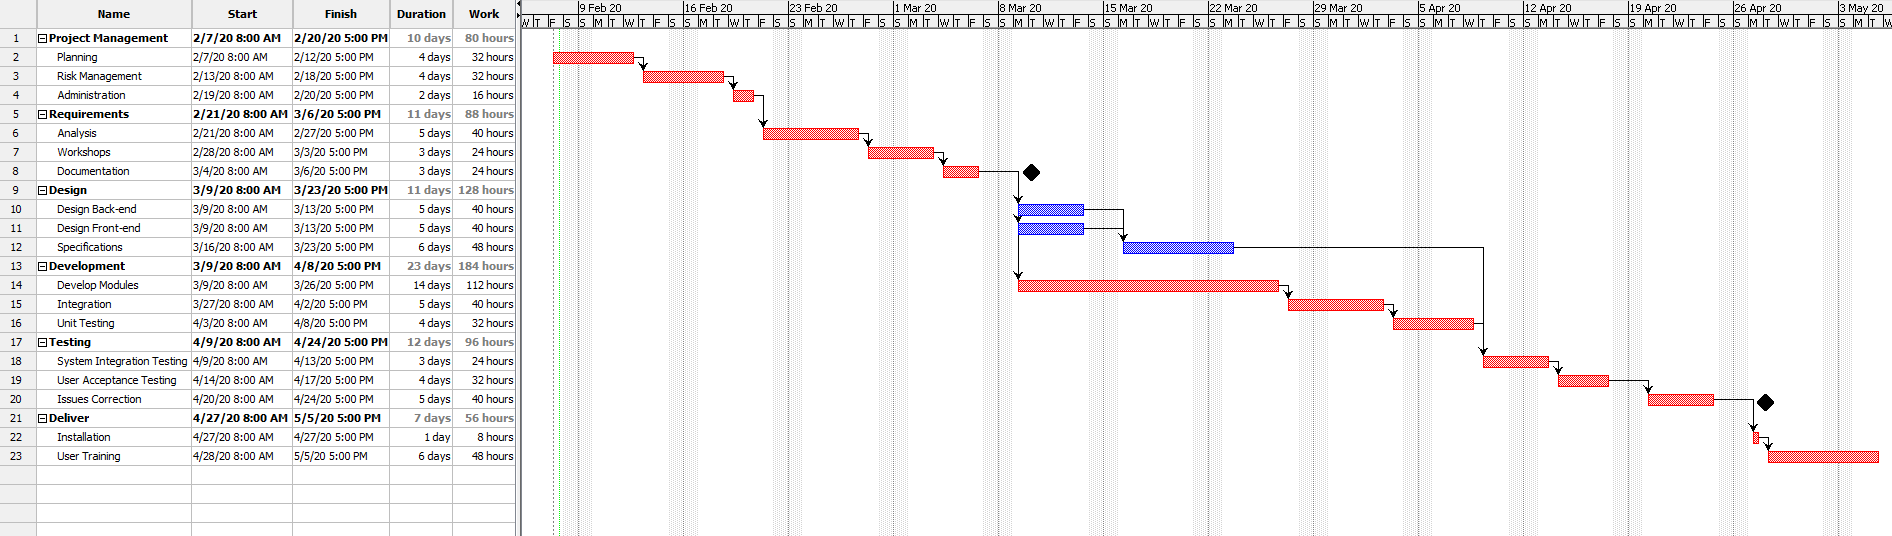 Name Start Finish Duration Work 9 Feb 20 16 Feb 20 23 Feb 20 1 Mar 20 8 Mar 20 15 Mar 20 22 Mar 20 29 Mar 20 5 Apr 20 12 Apr 20 19 Apr 20 26 Apr 20 3 May 20
W T F S S M T W T F S S M T W T F S S M T W T F S S M T W T F S S M T W T F S S M T W T F S S M T W T F S S M T W T F S S M T W T F S S M T W T F S S M T W T F S S M T W T F S S M T W
1 Project Management 2/7/20 8:00 AM 2/20/20 5:00 PM 10 days 80 hours
2 Planning 2/7/20 8:00 AM 2/12/20 5:00 PM 4 days 32 hours
3 Risk Management 2/13/20 8:00 AM 2/18/20 5:00 PM 4 days 32 hours
4 Administration 2/19/20 8:00 AM 2/20/20 5:00 PM 2 days 16 hours
5 Requirements 2/21/20 8:00 AM 3/6/20 5:00 PM 11 days 88 hours
6 Analysis 2/21/20 8:00 AM 2/27/20 5:00 PM 5 days 40 hours
7 Workshops 2/28/20 8:00 AM 3/3/20 5:00 PM 3 days 24 hours
8 Documentation 3/4/20 8:00 AM 3/6/20 5:00 PM 3 days 24 hours
9 Design 3/9/20 8:00 AM 3/23/20 5:00 PM 11 days 128 hours
10 Design Back-end 3/9/20 8:00 AM 3/13/20 5:00 PM 5 days 40 hours
11 Design Front-end 3/9/20 8:00 AM 3/13/20 5:00 PM 5 days 40 hours
12 Specifications 3/16/20 8:00 AM 3/23/20 5:00 PM 6 days 48 hours
13 Development 3/9/20 8:00 AM 4/8/20 5:00 PM 23 days 184 hours
14 Develop Modules 3/9/20 8:00 AM 3/26/20 5:00 PM 14 days 112 hours
15 Integration 3/27/20 8:00 AM 4/2/20 5:00 PM 5 days 40 hours
16 Unit Testing 4/3/20 8:00 AM 4/8/20 5:00 PM 4 days 32 hours
17 Testing 4/9/20 8:00 AM 4/24/20 5:00 PM 12 days 96 hours
18 System Integration Testing 4/9/20 8:00 AM 4/13/20 5:00 PM 3 days 24 hours
19 User Acceptance Testing 4/14/20 8:00 AM 4/17/20 5:00 PM 4 days 32 hours
20 Issues Correction 4/20/20 8:00 AM 4/24/20 5:00 PM 5 days 40 hours
21 Deliver 4/27/20 8:00 AM 5/5/20 5:00 PM 7 days 56 hours
22 Installation 4/27/20 8:00 AM 4/27/20 5:00 PM 1 day 8 hours
23 User Training 4/28/20 8:00 AM 5/5/20 5:00 PM 6 days 48 hours